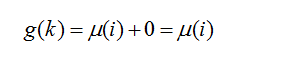 g(k) = μ(i) + 0 = μ(i)